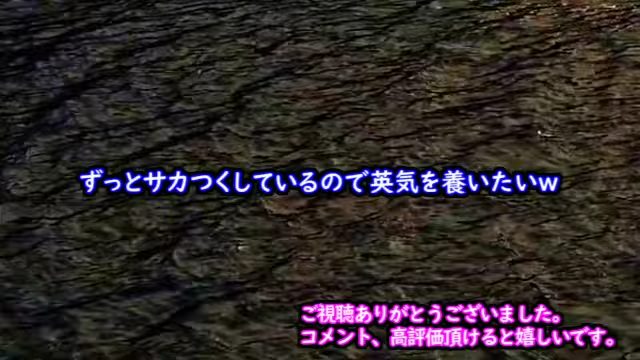 ずっとサカつくしているので英気を養いたいw
ご視聴ありがとうございました。
コメント、高評価頂けると嬉しいです。